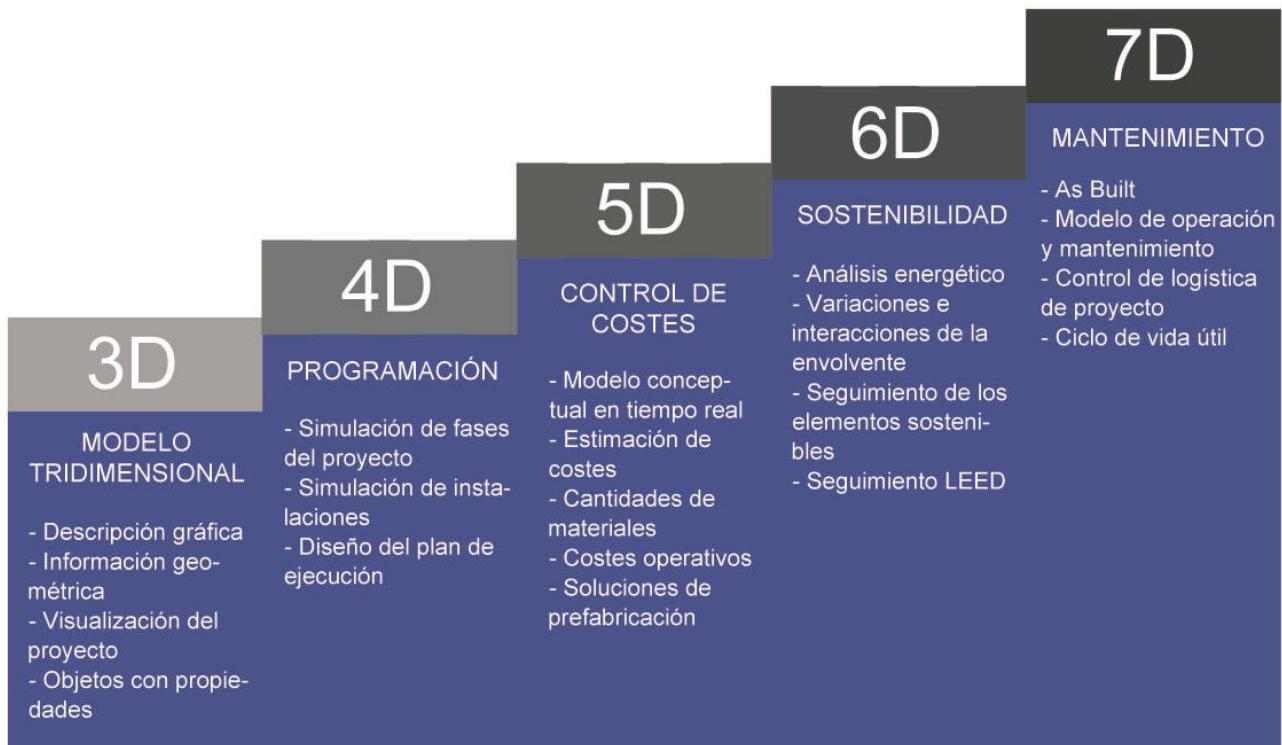 3D
MODELO
TRIDIMENSIONAL
- Descripción gráfica
- Información geo-
métrica
- Visualización del
proyecto
- Objetos con propie-
dades
4D
PROGRAMACIÓN
- Simulación de fases
del proyecto
- Simulación de insta-
laciones
- Diseño del plan de
ejecución
5D
CONTROL DE
COSTES
- Modelo concep-
tual en tiempo real
- Estimación de
costes
- Cantidades de
materiales
- Costes operativos
- Soluciones de
prefabricación
6D
SOSTENIBILIDAD
- Análisis energético
- Variaciones e
interacciones de la
envolvente
- Seguimiento de los
elementos sosteni-
bles
- Seguimiento LEED
7D
MANTENIMIENTO
- As Built
- Modelo de operación
y mantenimiento
- Control de logística
de proyecto
- Ciclo de vida útil